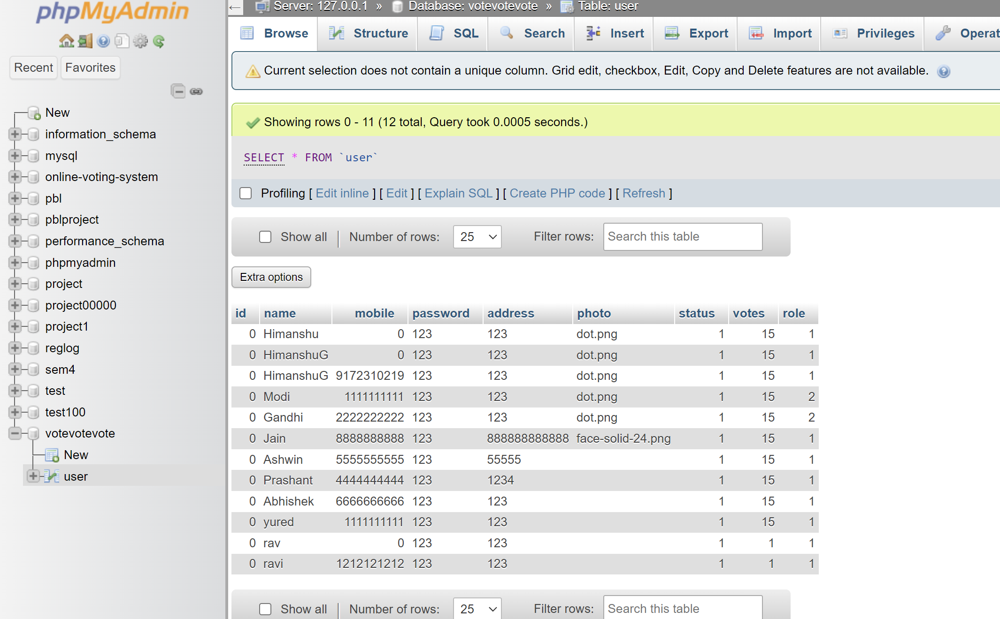 phpMyAdmin
Recent Favorites
New
information_schema
mysql
online-voting-system
pbl
pblproject
performance_schema
phpmyadmin
project
project00000
project1
reglog
sem4
test
test100
votevotevote
New
user
Server: 127.0.0.1 » Database: votevotevote » Table: user
Browse Structure SQL Search Insert Export Import Privileges Operat
Current selection does not contain a unique column. Grid edit, checkbox, Edit, Copy and Delete features are not available.
Showing rows 0 - 11 (12 total, Query took 0.0005 seconds.)
SELECT * FROM `user`
Profiling [ Edit inline ] [ Edit ] [ Explain SQL ] [ Create PHP code ] [ Refresh ]
Show all | Number of rows: 25 Filter rows: Search this table
Extra options
id name mobile password address photo status votes role
0 Himanshu 0 123 123 dot.png 1 15 1
0 HimanshuG 0 123 123 dot.png 1 15 1
0 HimanshuG 9172310219 123 123 dot.png 1 15 1
0 Modi 1111111111 123 123 dot.png 1 15 2
0 Gandhi 2222222222 123 123 dot.png 1 15 2
0 Jain 8888888888 123 888888888888 face-solid-24.png 1 15 1
0 Ashwin 5555555555 123 55555 1 15 1
0 Prashant 4444444444 123 1234 1 15 1
0 Abhishek 6666666666 123 123 1 15 1
0 yured 1111111111 123 123 1 15 1
0 rav 0 123 123 1 1 1
0 ravi 1212121212 123 123 1 1 1
Show all | Number of rows: 25 Filter rows: Search this table